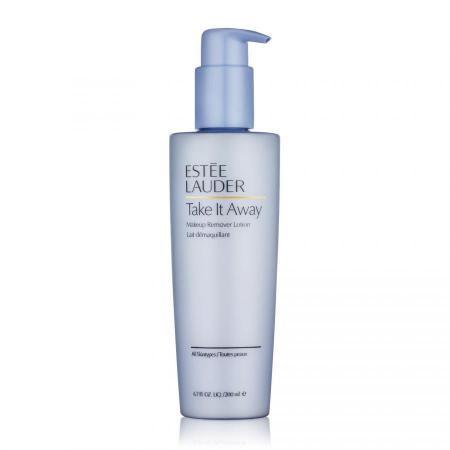 ESTĒE
LAUDER
Take It Away
Makeup Remover Lotion
Lait démaquillant
All Skintypes/Toutes peaux
6.7 FL. OZ. LIQ./200 ml ℮